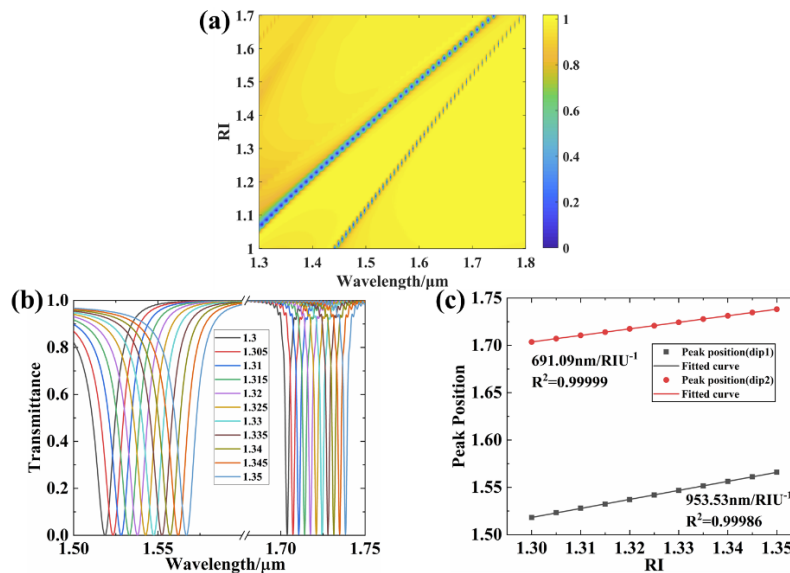 (a)
1.7
1.6
1.5
1.4
1.3
1.2
1.1
1
RI
1.3 1.4 1.5 1.6 1.7 1.8
Wavelength/μm
1
0.8
0.6
0.4
0.2
0
(b)
1.0
0.8
0.6
0.4
0.2
0.0
Transmittance
1.3
1.305
1.31
1.315
1.32
1.325
1.33
1.335
1.34
1.345
1.35
1.50 1.55 1.70 1.75
Wavelength/μm
(c)
1.75
1.70
1.65
1.60
1.55
1.50
Peak Position
691.09nm/RIU⁻¹
R²=0.99999
Peak position(dip1)
Fitted curve
Peak position(dip2)
Fitted curve
953.53nm/RIU⁻¹
R²=0.99986
1.30 1.31 1.32 1.33 1.34 1.35
RI